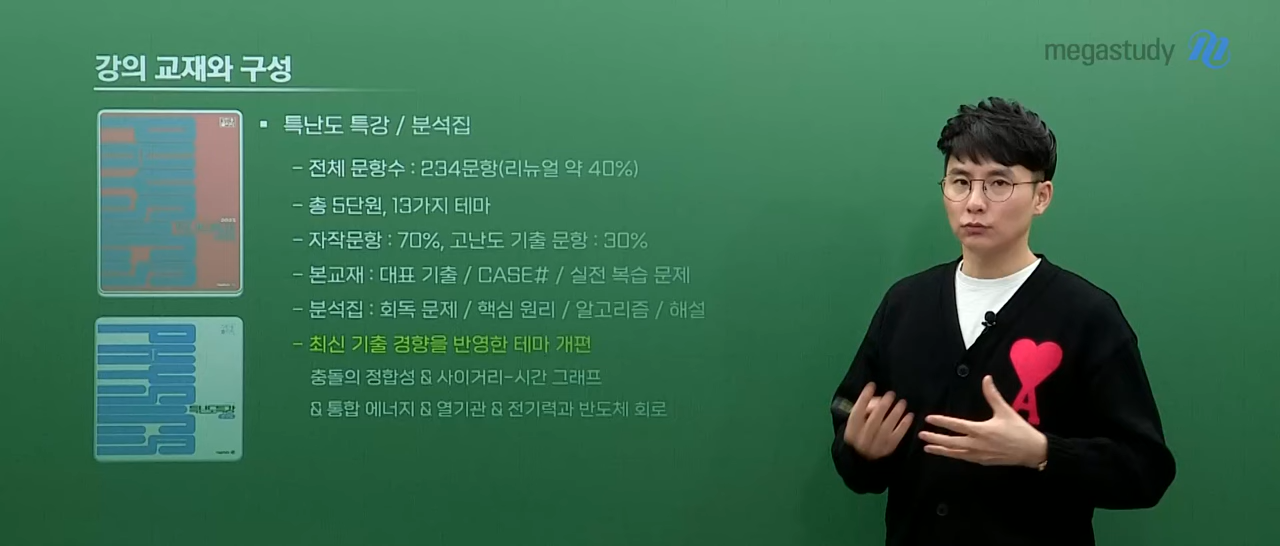 강의 교재와 구성
megastudy
▪ 특난도 특강 / 분석집
– 전체 문항수 : 234문항(리뉴얼 약 40%)
– 총 5단원, 13가지 테마
– 자작문항 : 70%, 고난도 기출 문항 : 30%
– 본교재 : 대표 기출 / CASE# / 실전 복습 문제
– 분석집 : 회독 문제 / 핵심 원리 / 알고리즘 / 해설
– 최신 기출 경향을 반영한 테마 개편
충돌의 정합성 & 사이거리-시간 그래프
& 통합 에너지 & 열기관 & 전기력과 반도체 회로
특난도특강
A